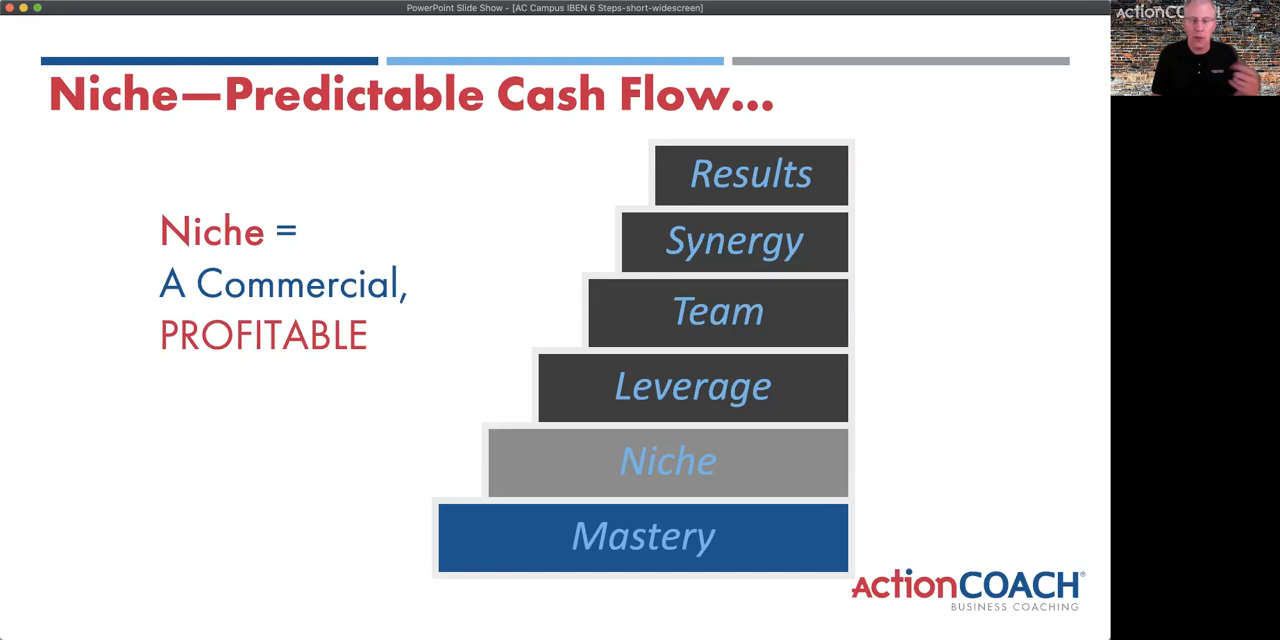 PowerPoint Slide Show - [AC Campus IBEN 6 Steps-short-widescreen]
ActionCOACH
Niche—Predictable Cash Flow...
Niche =
A Commercial,
PROFITABLE
Results
Synergy
Team
Leverage
Niche
Mastery
ActionCOACH®
BUSINESS COACHING